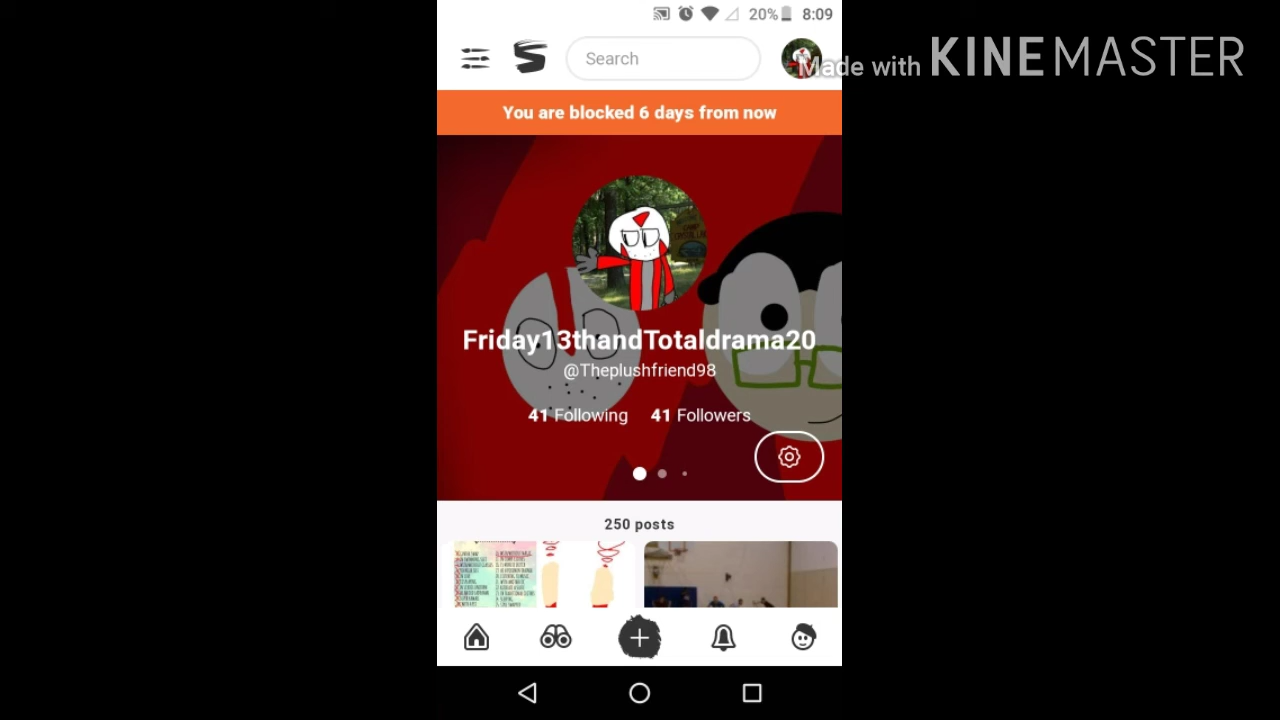 20% 8:09
Search
Made with KINEMASTER
You are blocked 6 days from now
Friday13thandTotaldrama20
@Theplushfriend98
41 Following 41 Followers
250 posts